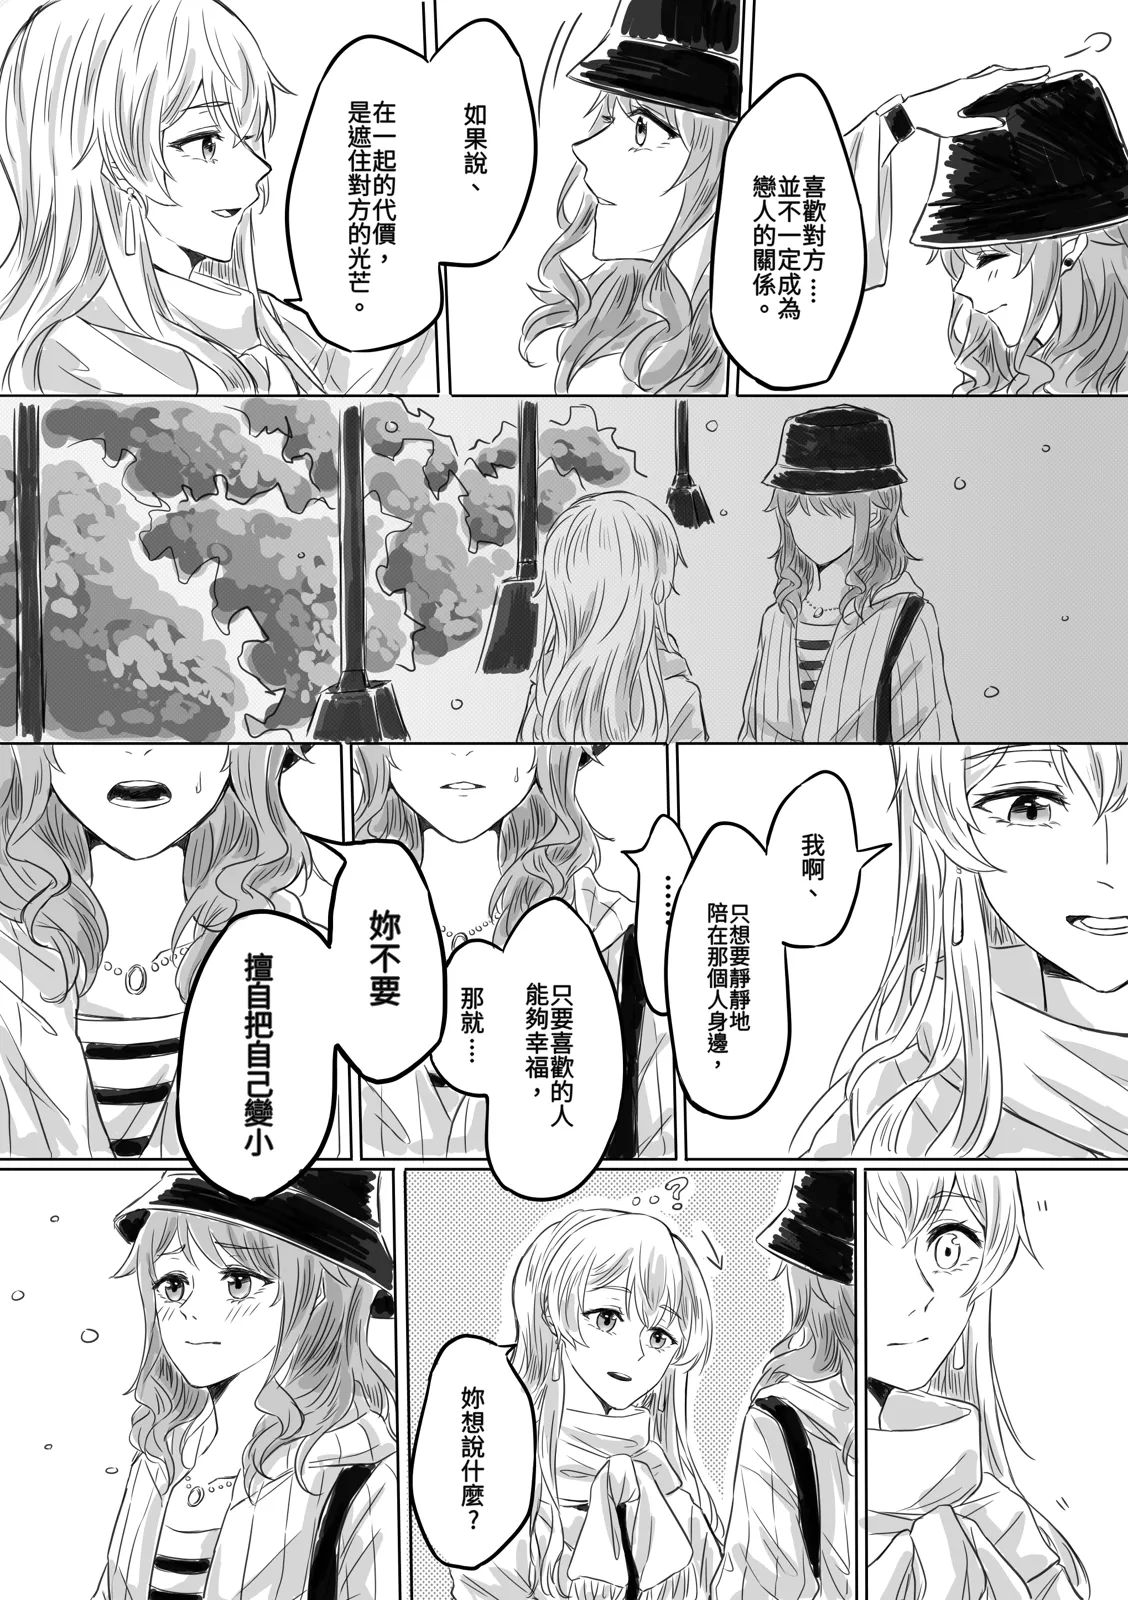 喜歡對方…
並不一定成為
戀人的關係。
如果說、
在一起的代價，
是遮住對方的光芒。
我啊、
只想要靜靜地
陪在那個人身邊，
……
只要喜歡的人
能夠幸福，
那就…
妳不要
擅自把自己變小
?
妳想說什麼？